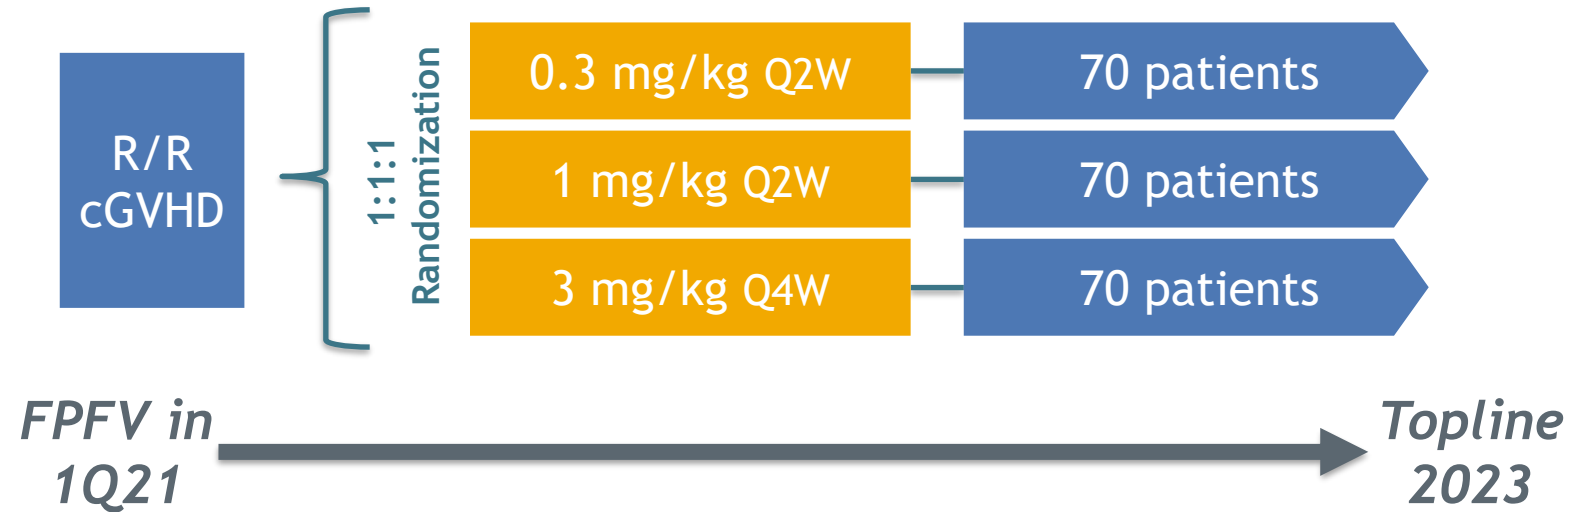 R/R
cGVHD
1:1:1
Randomization
0.3 mg/kg Q2W
70 patients
1 mg/kg Q2W
70 patients
3 mg/kg Q4W
70 patients
FPFV in
1Q21
Topline
2023